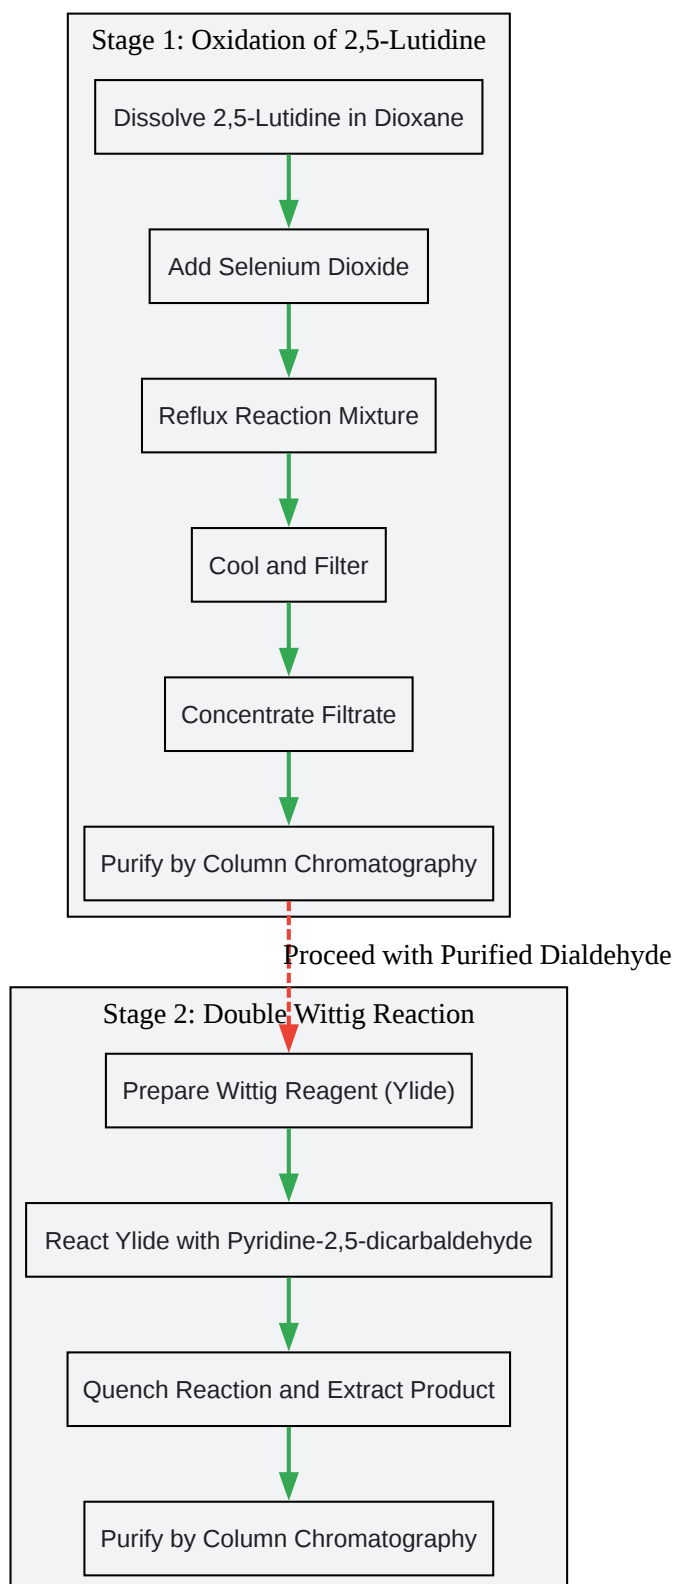 Stage 1: Oxidation of 2,5-Lutidine
Dissolve 2,5-Lutidine in Dioxane
Add Selenium Dioxide
Reflux Reaction Mixture
Cool and Filter
Concentrate Filtrate
Purify by Column Chromatography
Proceed with Purified Dialdehyde
Stage 2: Double Wittig Reaction
Prepare Wittig Reagent (Ylide)
React Ylide with Pyridine-2,5-dicarbaldehyde
Quench Reaction and Extract Product
Purify by Column Chromatography